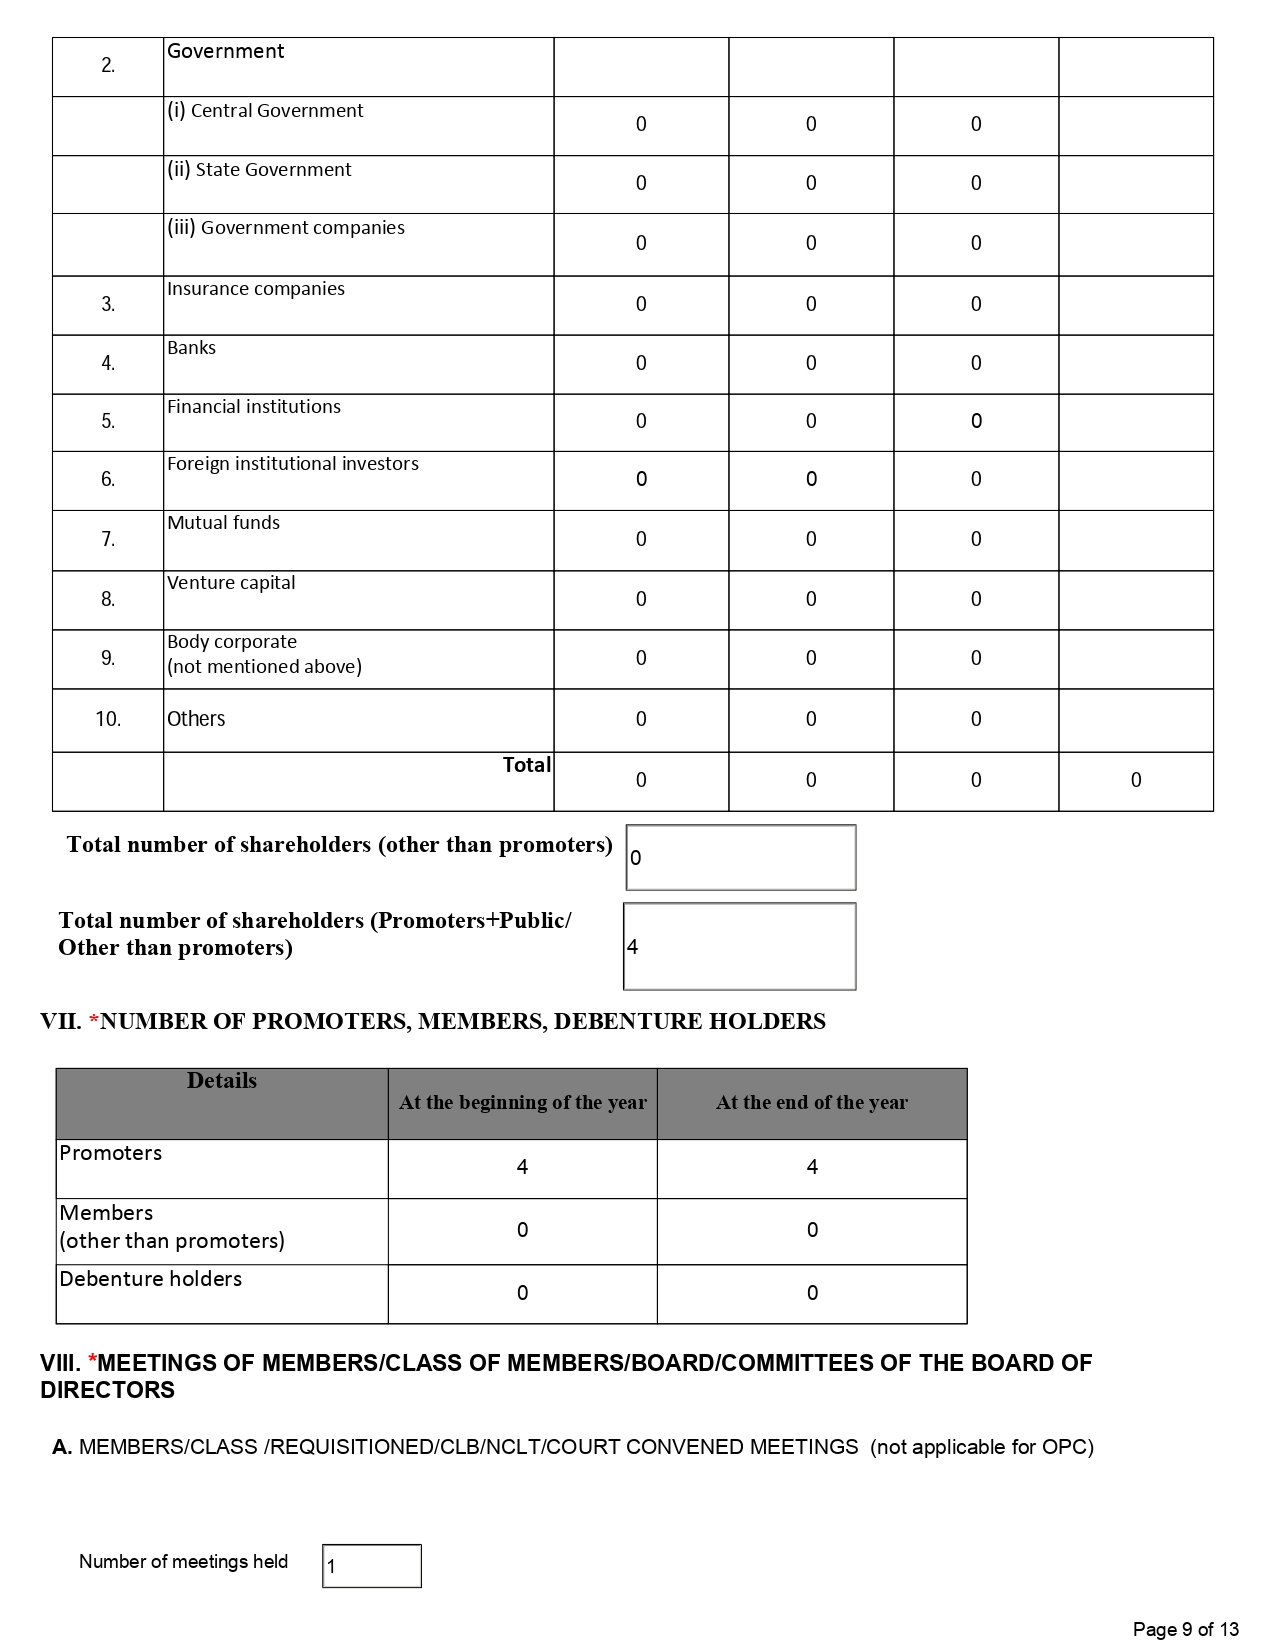 2. Government
(i) Central Government 0 0 0
(ii) State Government 0 0 0
(iii) Government companies 0 0 0
3. Insurance companies 0 0 0
4. Banks 0 0 0
5. Financial institutions 0 0 0
6. Foreign institutional investors 0 0 0
7. Mutual funds 0 0 0
8. Venture capital 0 0 0
9. Body corporate
(not mentioned above) 0 0 0
10. Others 0 0 0
Total 0 0 0 0
Total number of shareholders (other than promoters) 0
Total number of shareholders (Promoters+Public/
Other than promoters) 4
VII. *NUMBER OF PROMOTERS, MEMBERS, DEBENTURE HOLDERS
Details At the beginning of the year At the end of the year
Promoters 4 4
Members
(other than promoters) 0 0
Debenture holders 0 0
VIII. *MEETINGS OF MEMBERS/CLASS OF MEMBERS/BOARD/COMMITTEES OF THE BOARD OF
DIRECTORS
A. MEMBERS/CLASS /REQUISITIONED/CLB/NCLT/COURT CONVENED MEETINGS (not applicable for OPC)
Number of meetings held 1
Page 9 of 13